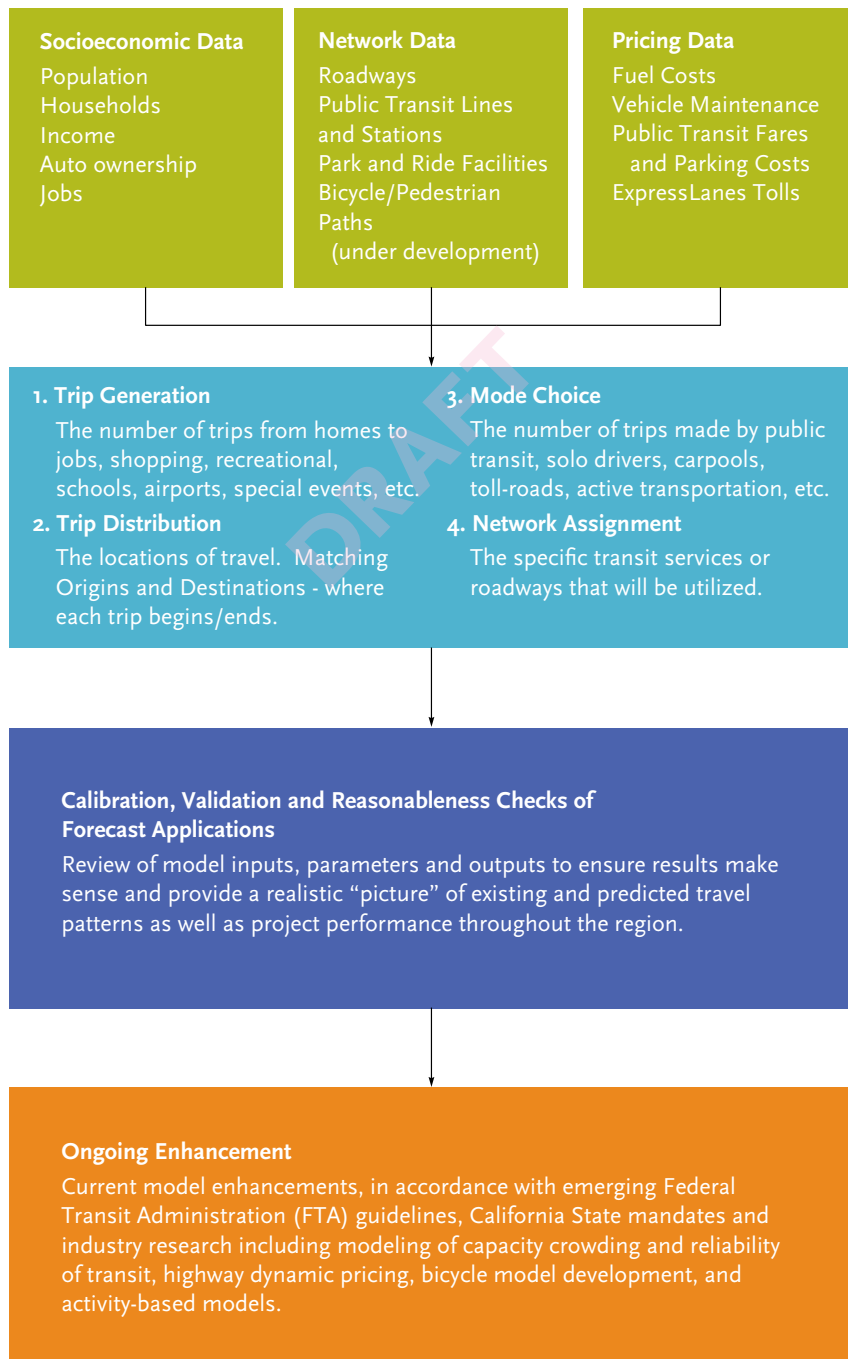 Socioeconomic Data
Population
Households
Income
Auto ownership
Jobs
Network Data
Roadways
Public Transit Lines
and Stations
Park and Ride Facilities
Bicycle/Pedestrian
Paths
(under development)
Pricing Data
Fuel Costs
Vehicle Maintenance
Public Transit Fares
and Parking Costs
ExpressLanes Tolls
1. Trip Generation
The number of trips from homes to
jobs, shopping, recreational,
schools, airports, special events, etc.
2. Trip Distribution
The locations of travel. Matching
Origins and Destinations - where
each trip begins/ends.
3. Mode Choice
The number of trips made by public
transit, solo drivers, carpools,
toll-roads, active transportation, etc.
4. Network Assignment
The specific transit services or
roadways that will be utilized.
DRAFT
Calibration, Validation and Reasonableness Checks of
Forecast Applications
Review of model inputs, parameters and outputs to ensure results make
sense and provide a realistic “picture” of existing and predicted travel
patterns as well as project performance throughout the region.
Ongoing Enhancement
Current model enhancements, in accordance with emerging Federal
Transit Administration (FTA) guidelines, California State mandates and
industry research including modeling of capacity crowding and reliability
of transit, highway dynamic pricing, bicycle model development, and
activity-based models.